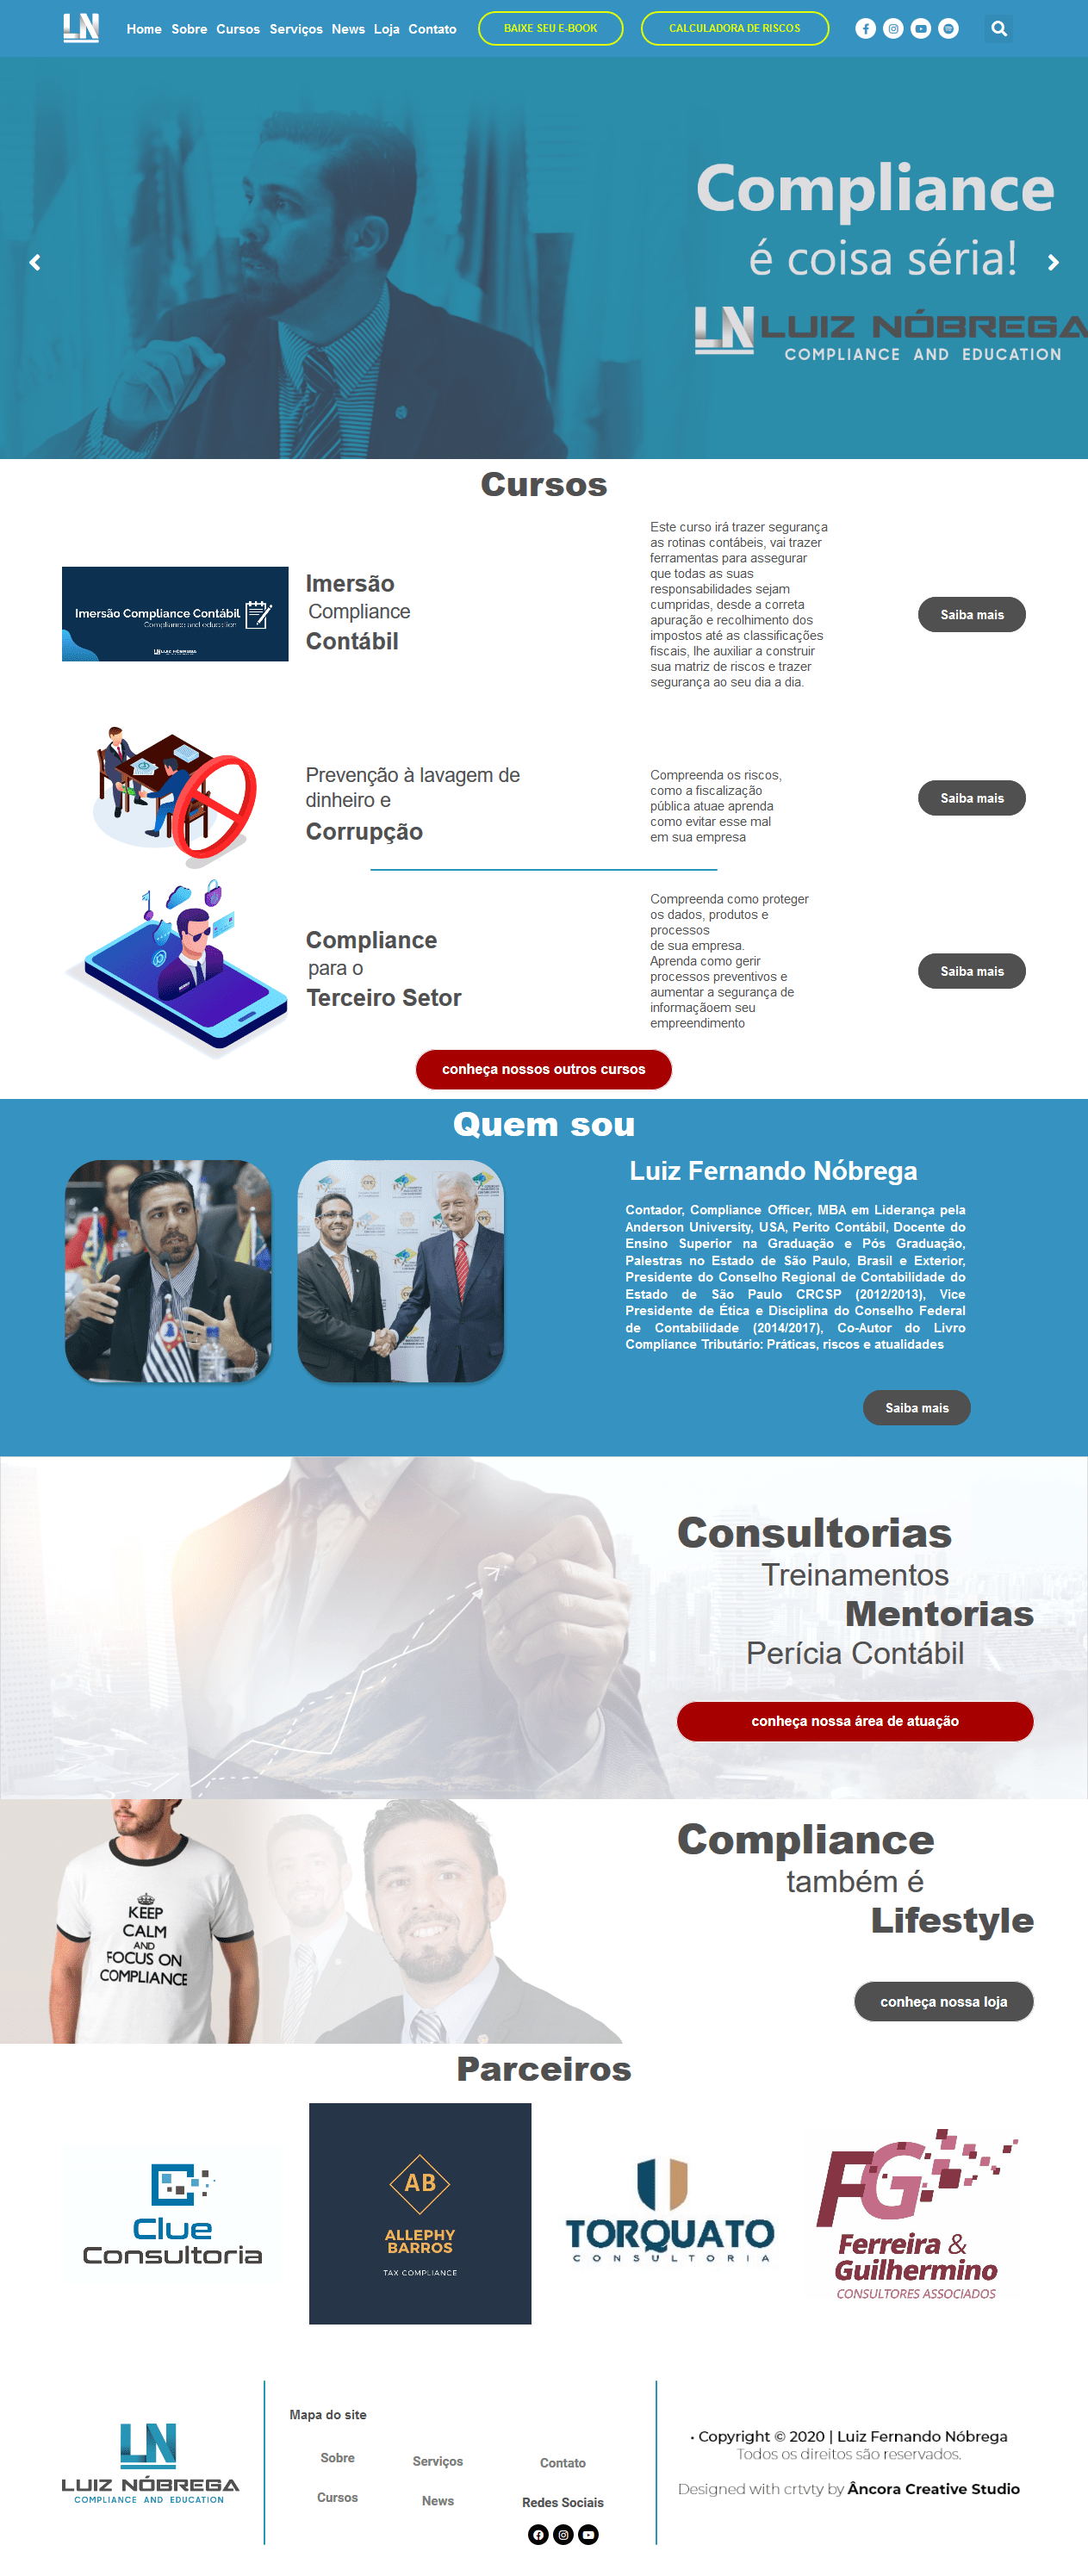 LN
Home Sobre Cursos Serviços News Loja Contato
BAIXE SEU E-BOOK
CALCULADORA DE RISCOS
Compliance
é coisa séria!
LN LUIZ NÓBREGA
COMPLIANCE AND EDUCATION
Cursos
Imersão Compliance Contábil
Compliance and education
LN LUIZ NÓBREGA
Imersão
Compliance
Contábil
Este curso irá trazer segurança
as rotinas contábeis, vai trazer
ferramentas para assegurar
que todas as suas
responsabilidades sejam
cumpridas, desde a correta
apuração e recolhimento dos
impostos até as classificações
fiscais, lhe auxiliar a construir
sua matriz de riscos e trazer
segurança ao seu dia a dia.
Saiba mais
Prevenção à lavagem de
dinheiro e
Corrupção
Compreenda os riscos,
como a fiscalização
pública atuae aprenda
como evitar esse mal
em sua empresa
Saiba mais
Compliance
para o
Terceiro Setor
Compreenda como proteger
os dados, produtos e
processos
de sua empresa.
Aprenda como gerir
processos preventivos e
aumentar a segurança de
informaçãoem seu
empreendimento
Saiba mais
conheça nossos outros cursos
Quem sou
Luiz Fernando Nóbrega
Contador, Compliance Officer, MBA em Liderança pela
Anderson University, USA, Perito Contábil, Docente do
Ensino Superior na Graduação e Pós Graduação,
Palestras no Estado de São Paulo, Brasil e Exterior,
Presidente do Conselho Regional de Contabilidade do
Estado de São Paulo CRCSP (2012/2013), Vice
Presidente de Ética e Disciplina do Conselho Federal
de Contabilidade (2014/2017), Co-Autor do Livro
Compliance Tributário: Práticas, riscos e atualidades
Saiba mais
Consultorias
Treinamentos
Mentorias
Perícia Contábil
conheça nossa área de atuação
KEEP
CALM
AND
FOCUS ON
COMPLIANCE
Compliance
também é
Lifestyle
conheça nossa loja
Parceiros
Clue
Consultoria
AB
ALLEPHY
BARROS
TAX COMPLIANCE
TORQUATO
CONSULTORIA
FG
Ferreira &
Guilhermino
CONSULTORES ASSOCIADOS
LN
LUIZ NÓBREGA
COMPLIANCE AND EDUCATION
Mapa do site
Sobre
Serviços
Contato
Cursos
News
Redes Sociais
• Copyright © 2020 | Luiz Fernando Nóbrega
Todos os direitos são reservados.
Designed with crtvty by Âncora Creative Studio